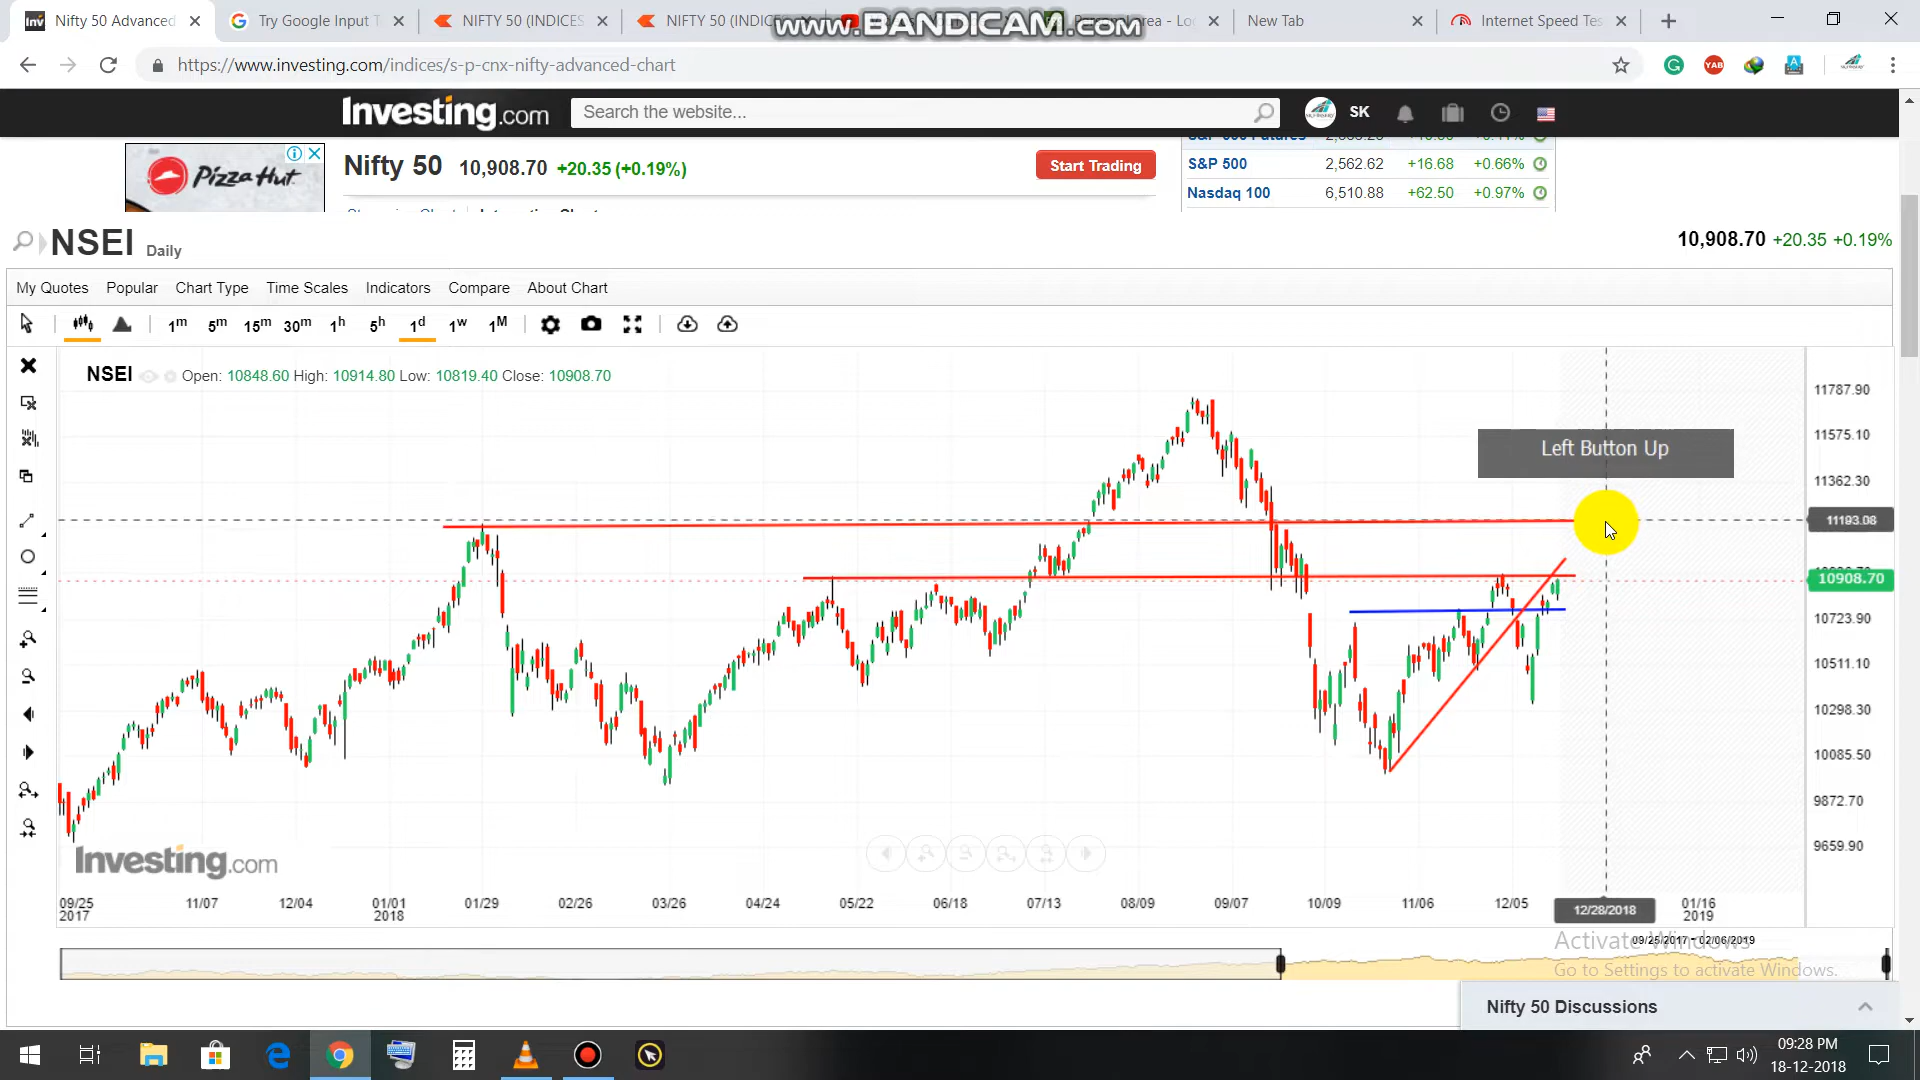 Nifty 50 Advanced
Try Google Input T
NIFTY 50 (INDICES
NIFTY 50 (INDIC
New Tab
Internet Speed Tes
www.BANDICAM.com
https://www.investing.com/indices/s-p-cnx-nifty-advanced-chart
Investing.com
Search the website...
SK
PizzaHut
Nifty 50 10,908.70 +20.35 (+0.19%)
Start Trading
S&P 500 2,562.62 +16.68 +0.66%
Nasdaq 100 6,510.88 +62.50 +0.97%
NSEI Daily
10,908.70 +20.35 +0.19%
My Quotes Popular Chart Type Time Scales Indicators Compare About Chart
1m 5m 15m 30m 1h 5h 1d 1w 1M
NSEI Open: 10848.60 High: 10914.80 Low: 10819.40 Close: 10908.70
Left Button Up
11787.90
11575.10
11362.30
11193.08
10908.70
10723.90
10511.10
10298.30
10085.50
9872.70
9659.90
Investing.com
09/25 11/07 12/04 01/01 01/29 02/26 03/26 04/24 05/22 06/18 07/13 08/09 09/07 10/09 11/06 12/05 12/28/2018 01/16
2017 2018 2019
09/25/2017 - 02/06/2019
Activate Windows
Go to Settings to activate Windows.
Nifty 50 Discussions
09:28 PM
18-12-2018